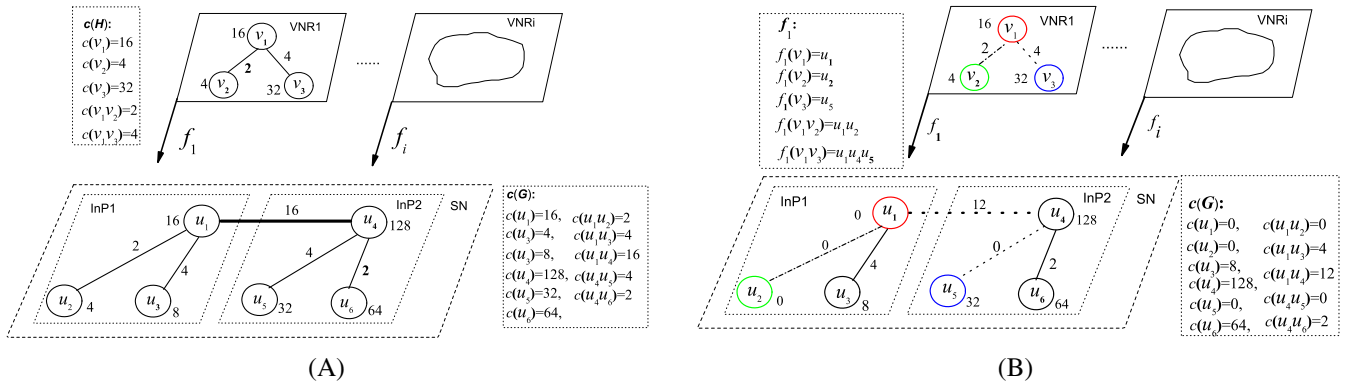 c(H):
c(v1)=16
c(v2)=4
c(v3)=32
c(v1v2)=2
c(v1v3)=4
VNR1
16
v1
2
4
4
v2
32
v3
......
VNRi
f1
fi
InP1
InP2
SN
16
u1
16
u4
128
2
4
4
2
u2
4
u3
8
u5
32
u6
64
c(G):
c(u1)=16, c(u1u2)=2
c(u3)=4, c(u1u3)=4
c(u3)=8, c(u1u4)=16
c(u4)=128, c(u4u5)=4
c(u5)=32, c(u4u6)=2
c(u6)=64,
(A)
f1:
f1(v1)=u1
f1(v2)=u2
f1(v3)=u5
f1(v1v2)=u1u2
f1(v1v3)=u1u4u5
VNR1
16
v1
2
4
4
v2
32
v3
......
VNRi
f1
fi
InP1
InP2
SN
0
u1
12
u4
128
0
4
0
2
u2
0
u3
8
u5
32
u6
64
c(G):
c(u1)=0, c(u1u2)=0
c(u2)=0, c(u1u3)=4
c(u3)=8, c(u1u4)=12
c(u4)=128, c(u4u5)=0
c(u5)=0, c(u4u6)=2
c(u6)=64,
(B)